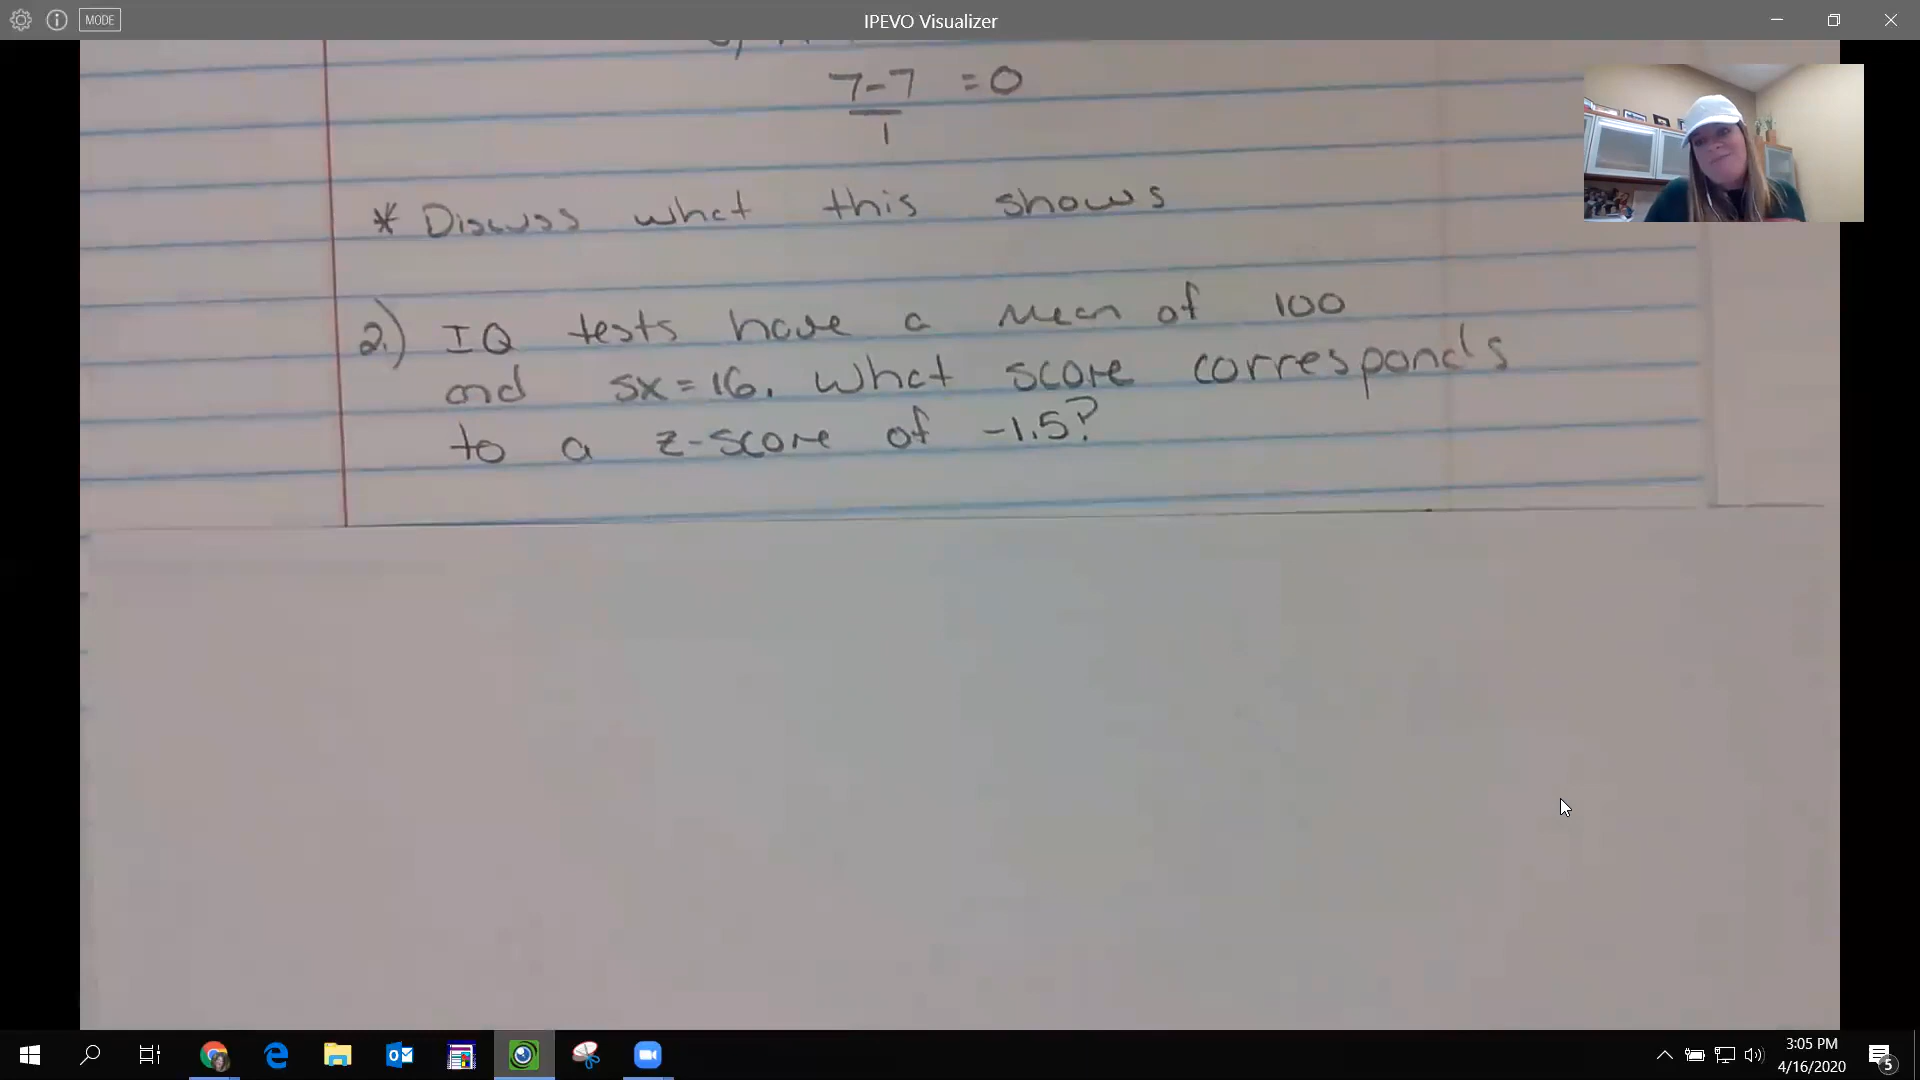 MODE
IPEVO Visualizer
7-7 =0
1
* Discuss what this shows
2.) IQ tests have a mean of 100
and sx=16. What score corresponds
to a z-score of -1.5?
3:05 PM
4/16/2020
5